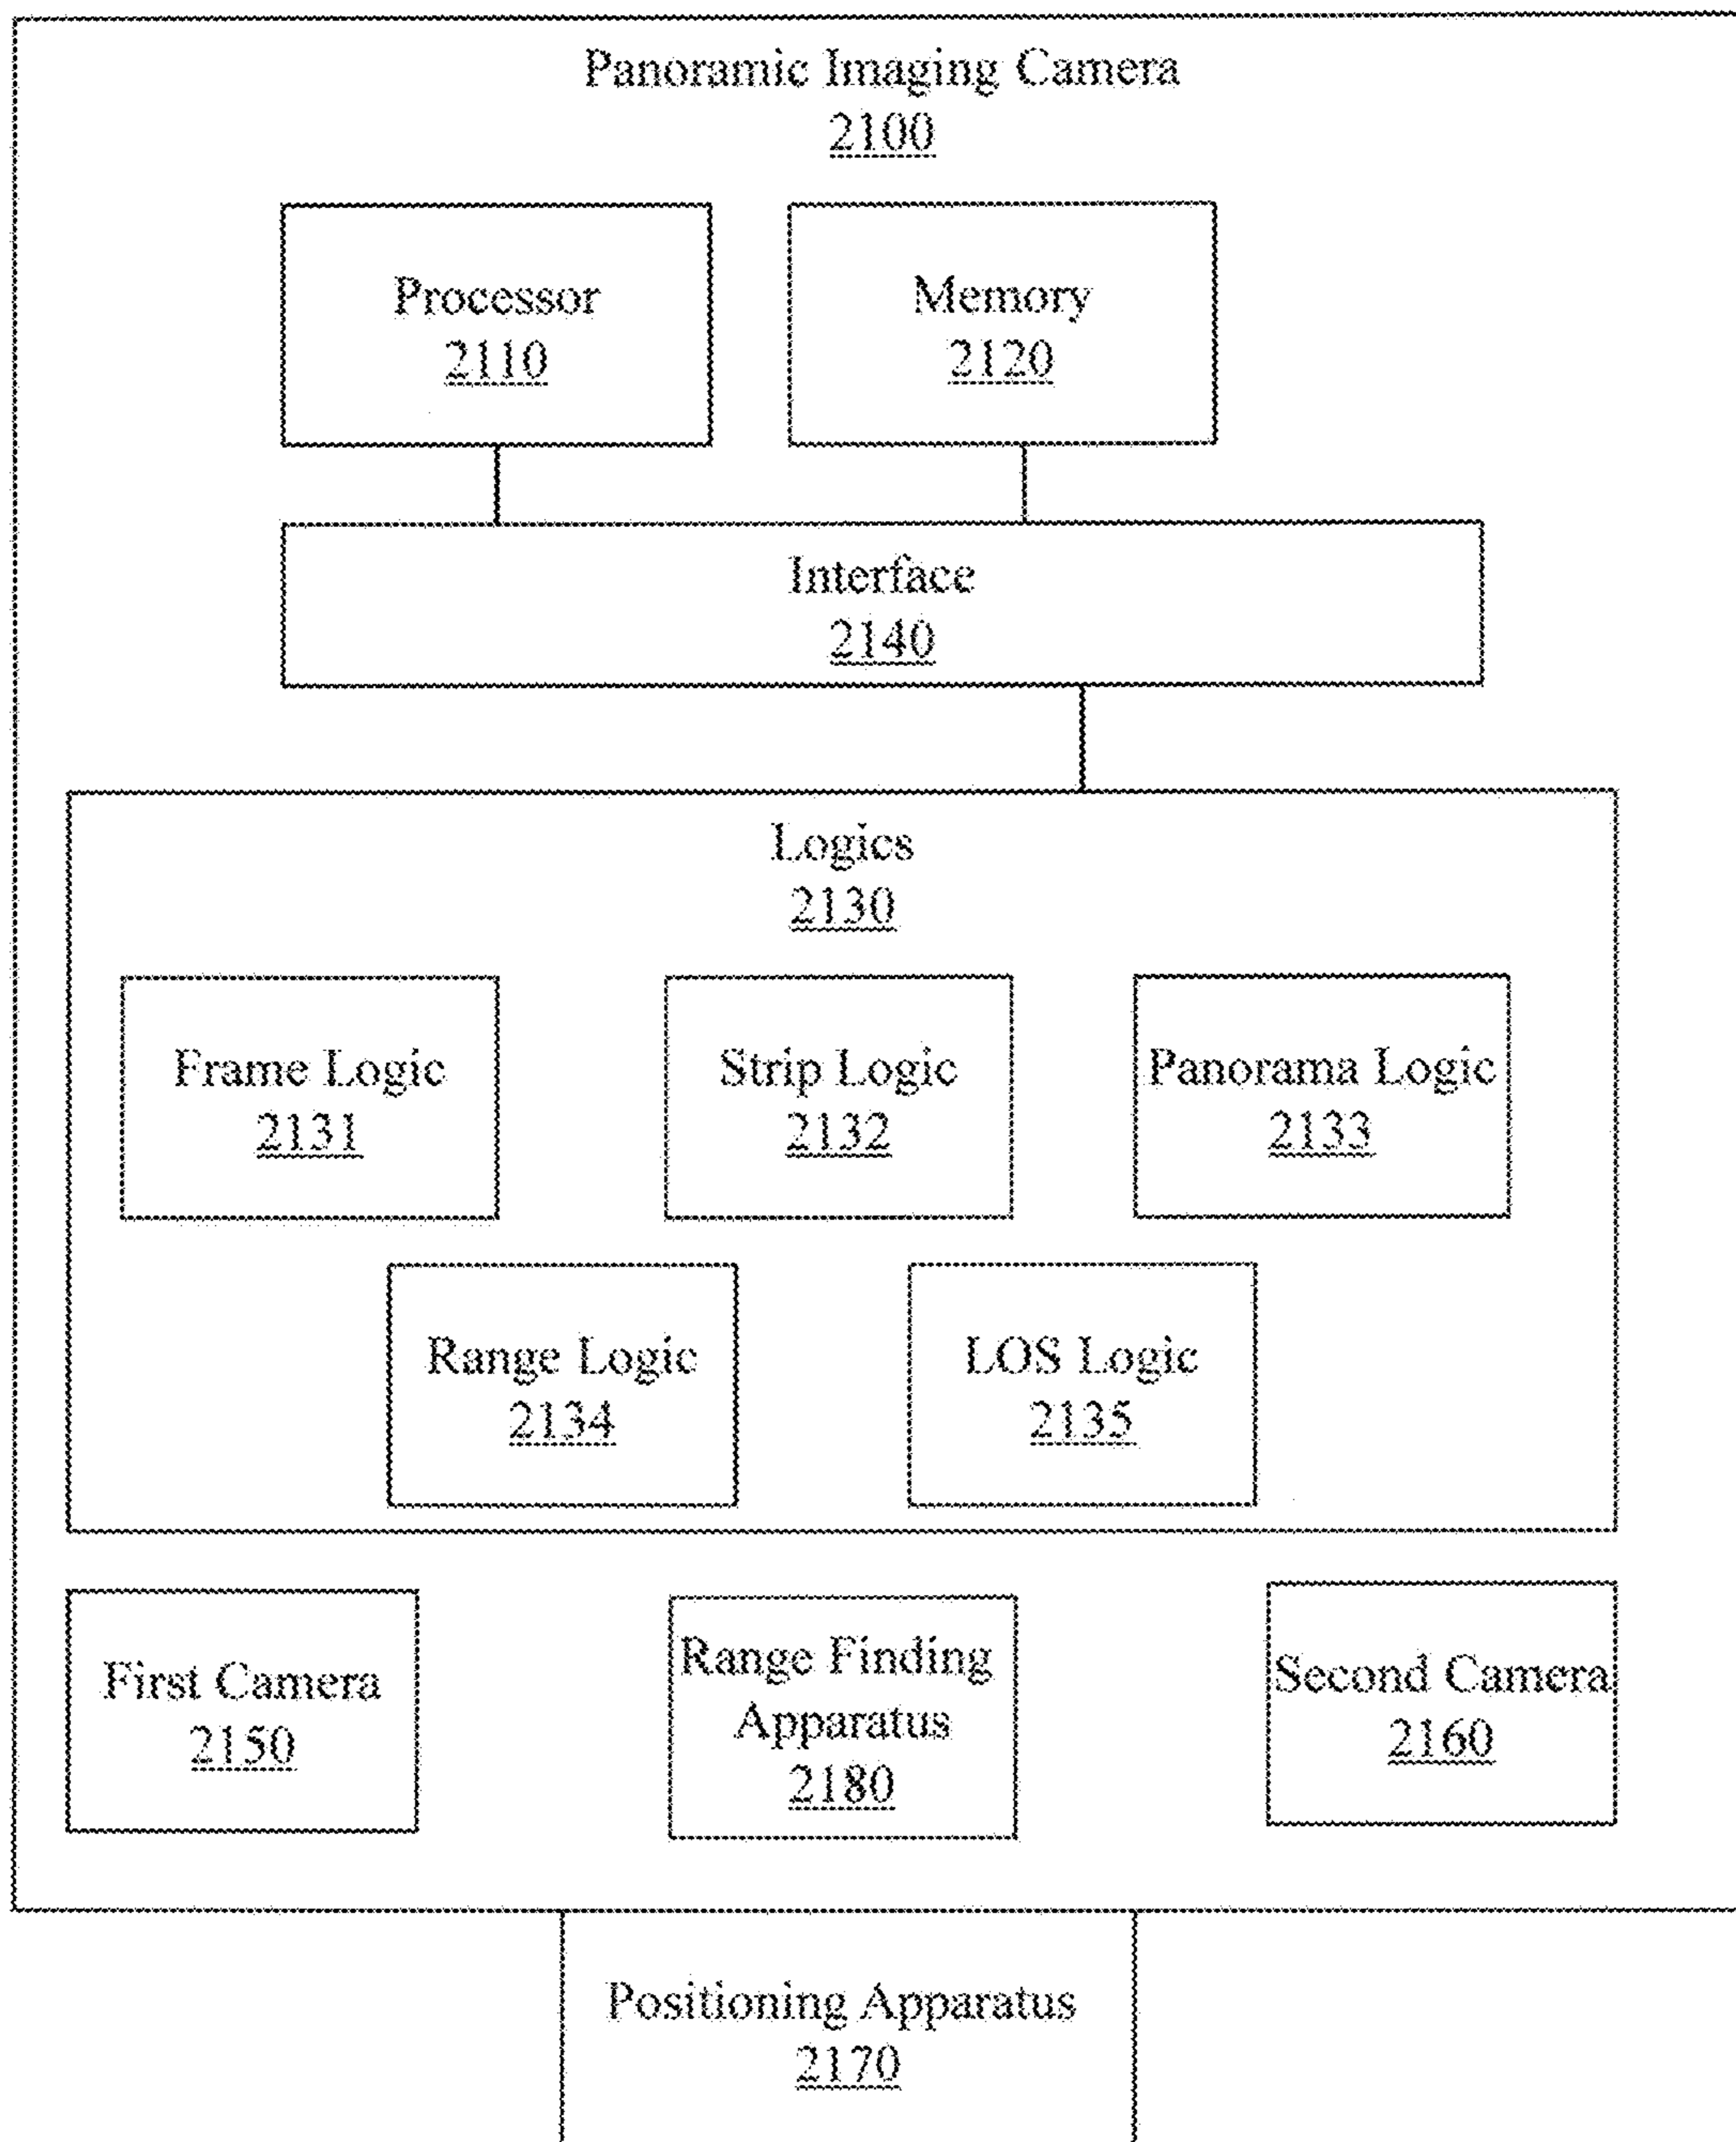 Panoramic Imaging Camera
2100
Processor
2110
Memory
2120
Interface
2140
Logics
2130
Frame Logic
2131
Strip Logic
2132
Panorama Logic
2133
Range Logic
2134
LOS Logic
2135
First Camera
2150
Range Finding
Apparatus
2180
Second Camera
2160
Positioning Apparatus
2170